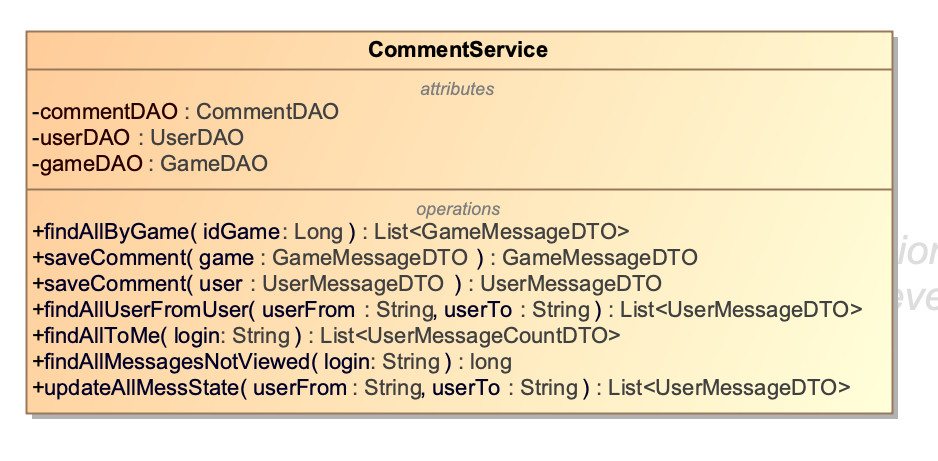 CommentService
attributes
-commentDAO : CommentDAO
-userDAO : UserDAO
-gameDAO : GameDAO
operations
+findAllByGame( idGame : Long ) : List<GameMessageDTO>
+saveComment( game : GameMessageDTO ) : GameMessageDTO
+saveComment( user : UserMessageDTO ) : UserMessageDTO
+findAllUserFromUser( userFrom : String, userTo : String ) : List<UserMessageDTO>
+findAllToMe( login : String ) : List<UserMessageCountDTO>
+findAllMessagesNotViewed( login : String ) : long
+updateAllMessState( userFrom : String, userTo : String ) : List<UserMessageDTO>